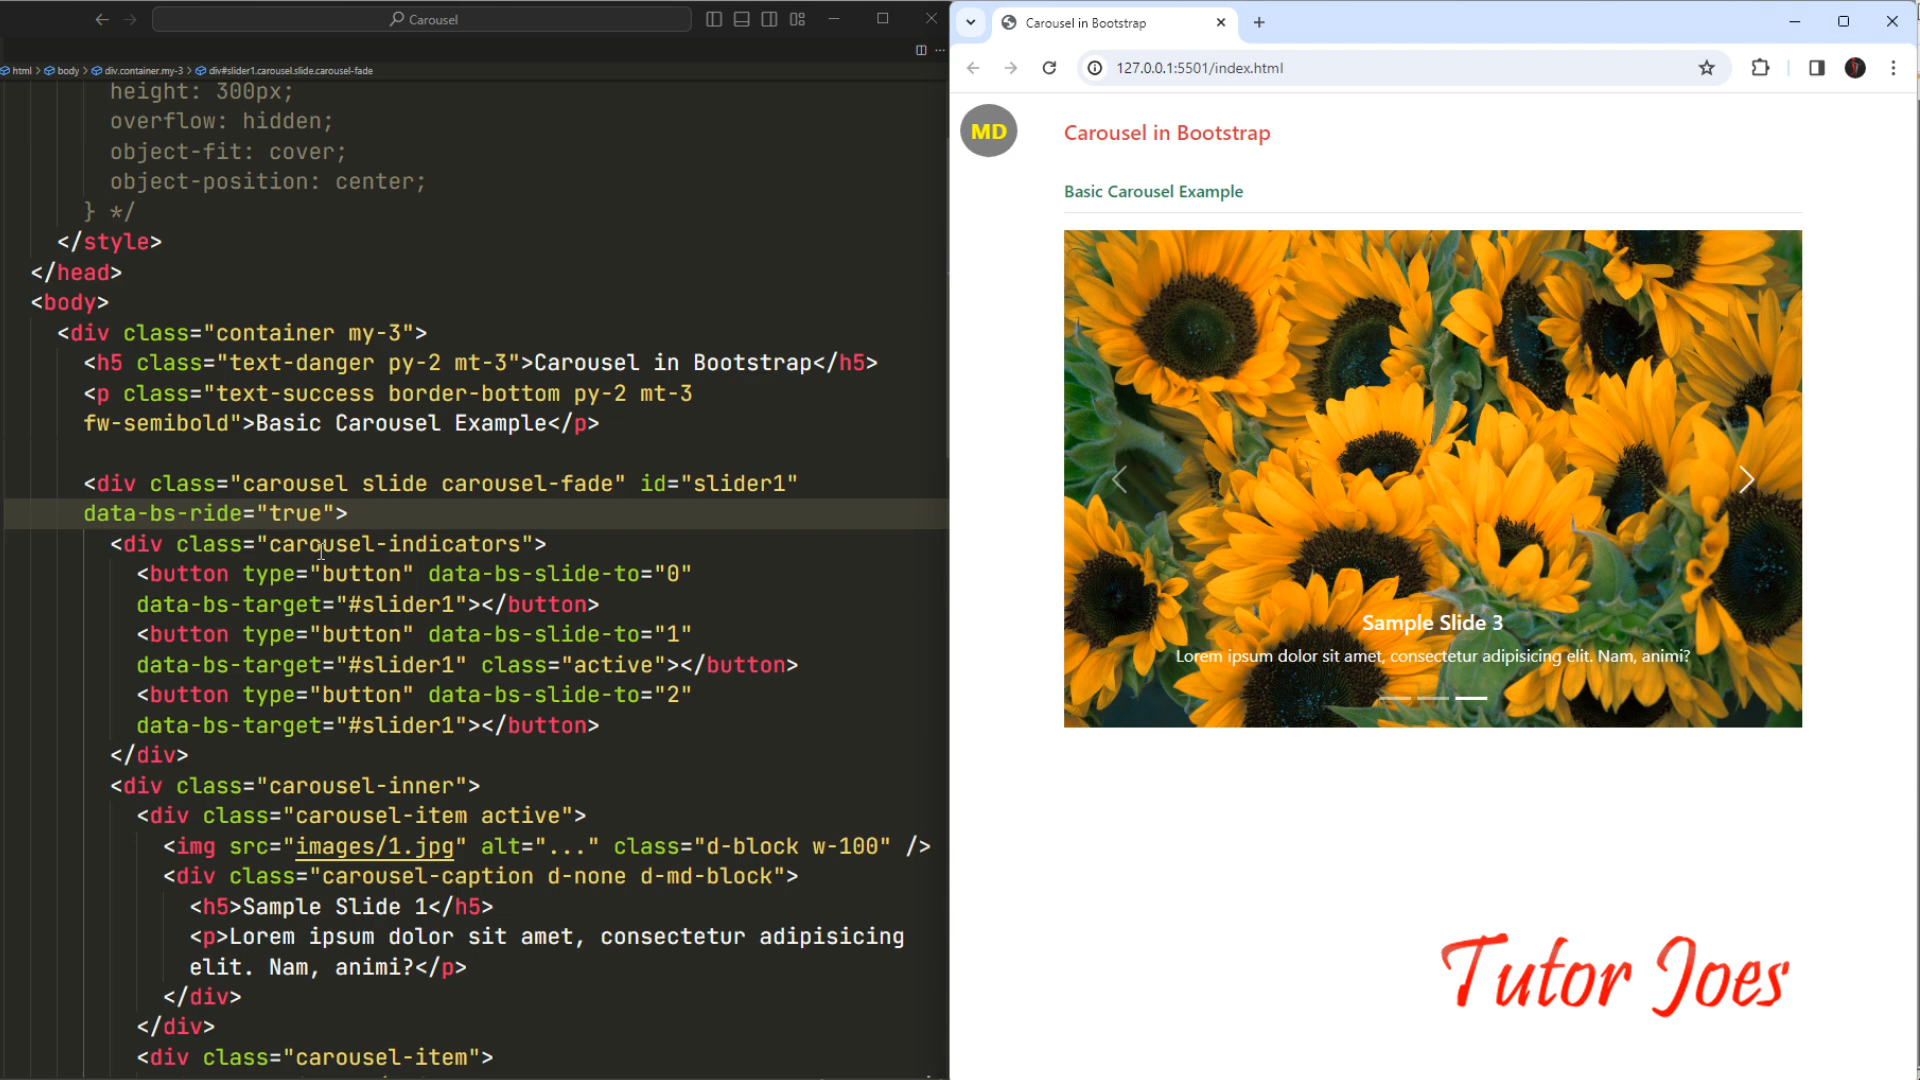 Carousel
html > body > div.container.my-3 > div#slider1.carousel.slide.carousel-fade
height: 300px;
overflow: hidden;
object-fit: cover;
object-position: center;
} */
</style>
</head>
<body>
<div class="container my-3">
<h5 class="text-danger py-2 mt-3">Carousel in Bootstrap</h5>
<p class="text-success border-bottom py-2 mt-3
fw-semibold">Basic Carousel Example</p>
<div class="carousel slide carousel-fade" id="slider1"
data-bs-ride="true">
<div class="carousel-indicators">
<button type="button" data-bs-slide-to="0"
data-bs-target="#slider1"></button>
<button type="button" data-bs-slide-to="1"
data-bs-target="#slider1" class="active"></button>
<button type="button" data-bs-slide-to="2"
data-bs-target="#slider1"></button>
</div>
<div class="carousel-inner">
<div class="carousel-item active">
<img src="images/1.jpg" alt="..." class="d-block w-100" />
<div class="carousel-caption d-none d-md-block">
<h5>Sample Slide 1</h5>
<p>Lorem ipsum dolor sit amet, consectetur adipisicing
elit. Nam, animi?</p>
</div>
</div>
<div class="carousel-item">
Carousel in Bootstrap
127.0.0.1:5501/index.html
MD
Carousel in Bootstrap
Basic Carousel Example
Sample Slide 3
Lorem ipsum dolor sit amet, consectetur adipisicing elit. Nam, animi?
Tutor Joes